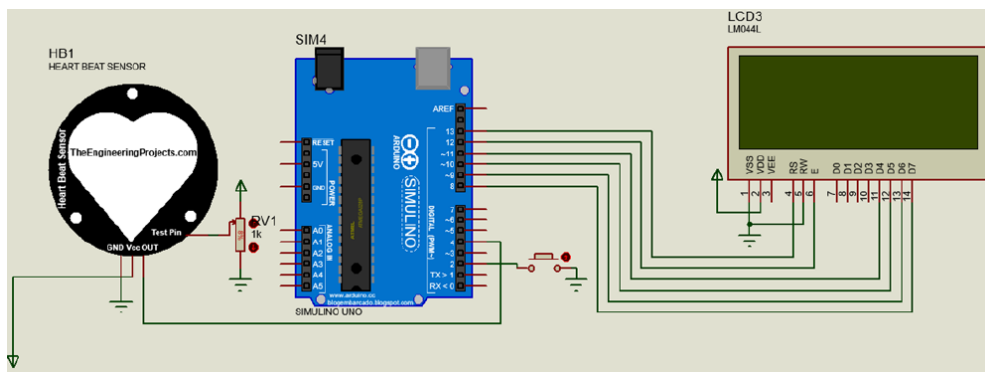 HB1
HEART BEAT SENSOR
Heart Beat Sensor
TheEngineeringProjects.com
Test Pin
GND Vcc OUT
RV1
1k
SIM4
AREF
RESET
5V
GND
POWER
A0
A1
A2
A3
A4
A5
ANALOG IN
ARDUINO
SIMULINO
DIGITAL (PWM~)
13
12
~11
~10
~9
8
7
~6
~5
4
~3
2
TX > 1
RX < 0
www.arduino.cc
blogembarcado.blogspot.com
SIMULINO UNO
LCD3
LM044L
VSS
VDD
VEE
RS
RW
E
D0
D1
D2
D3
D4
D5
D6
D7
1
2
3
4
5
6
7
8
9
10
11
12
13
14